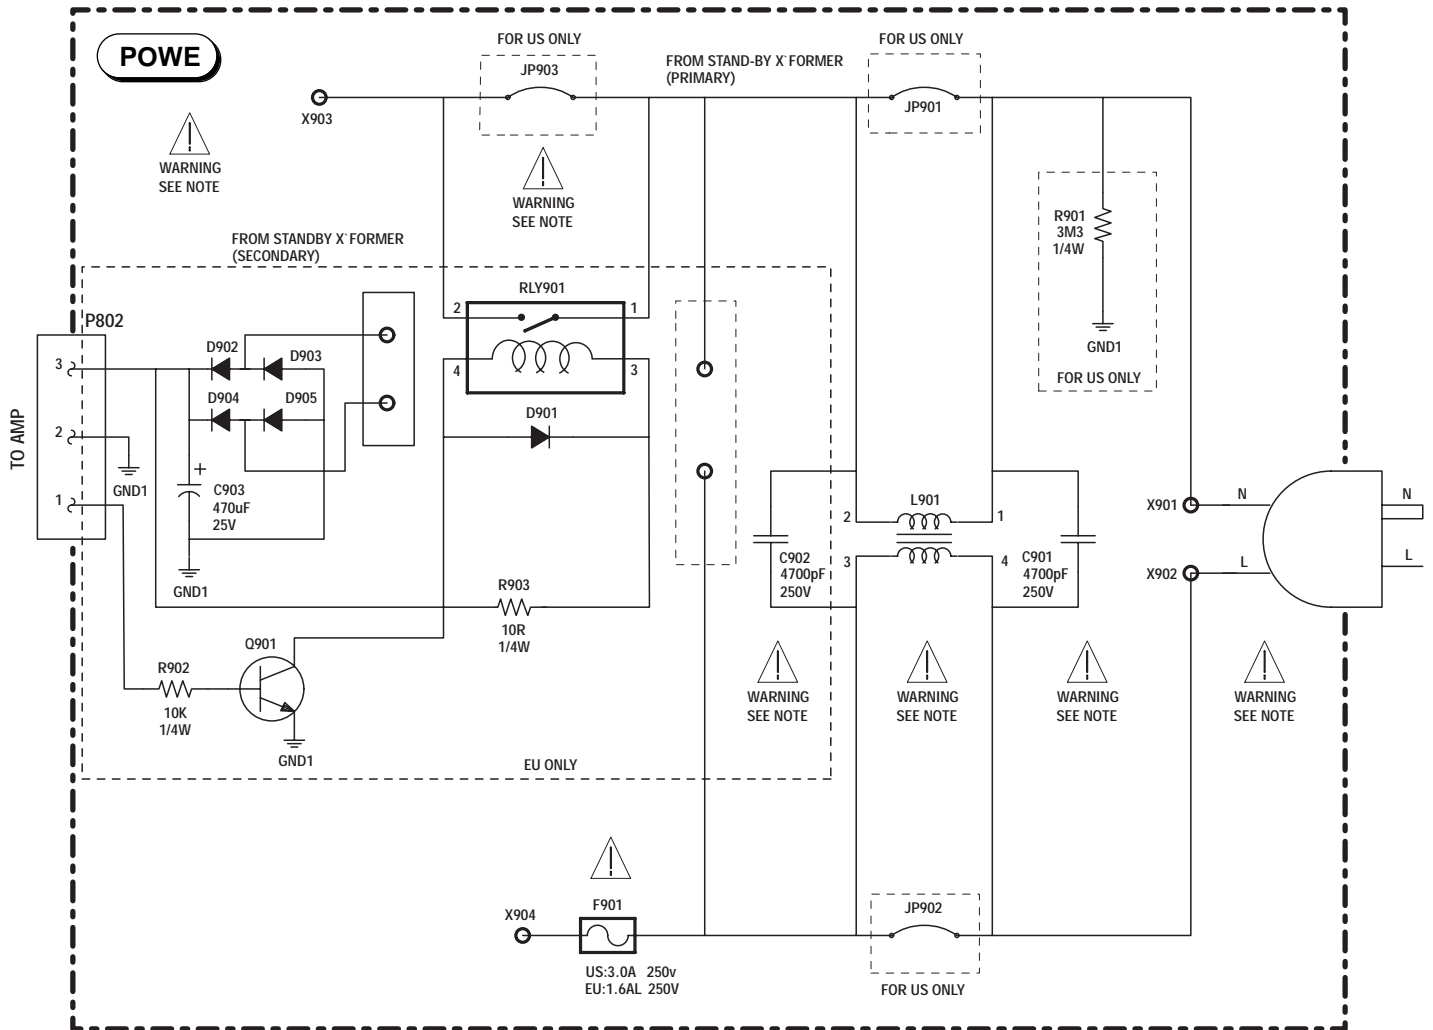 POWE
FOR US ONLY
JP903
X903
WARNING
SEE NOTE
WARNING
SEE NOTE
FROM STAND-BY X`FORMER
(PRIMARY)
FOR US ONLY
JP901
R901
3M3
1/4W
GND1
FOR US ONLY
FROM STANDBY X`FORMER
(SECONDARY)
P802
TO AMP
3
2
1
D902
D903
D904
D905
GND1
+
C903
470uF
25V
GND1
RLY901
2
1
4
3
D901
R903
10R
1/4W
Q901
R902
10K
1/4W
GND1
EU ONLY
C902
4700pF
250V
L901
2
1
3
4
C901
4700pF
250V
X901
N
N
X902
L
L
WARNING
SEE NOTE
WARNING
SEE NOTE
WARNING
SEE NOTE
WARNING
SEE NOTE
X904
F901
US:3.0A 250v
EU:1.6AL 250V
JP902
FOR US ONLY